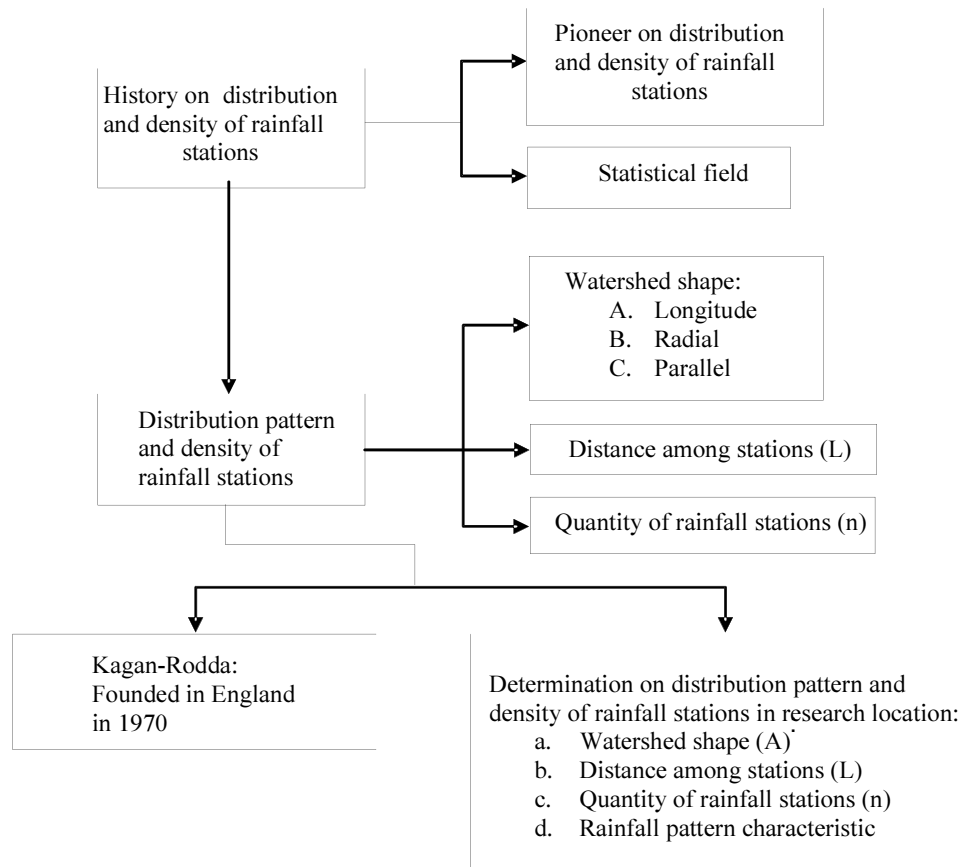 Pioneer on distribution
and density of rainfall
stations
History on distribution
and density of rainfall
stations
Statistical field
Watershed shape:
A. Longitude
B. Radial
C. Parallel
Distribution pattern
and density of
rainfall stations
Distance among stations (L)
Quantity of rainfall stations (n)
Kagan-Rodda:
Founded in England
in 1970
Determination on distribution pattern and
density of rainfall stations in research location:
a. Watershed shape (A)
b. Distance among stations (L)
c. Quantity of rainfall stations (n)
d. Rainfall pattern characteristic